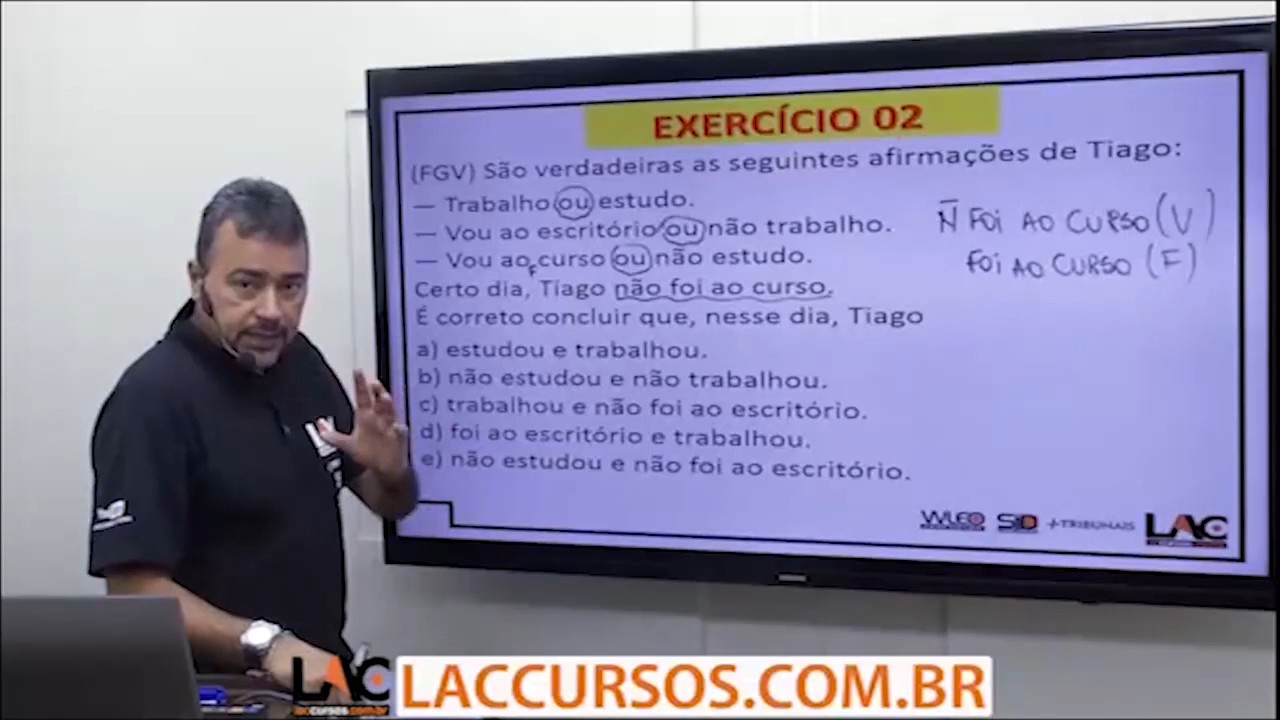 EXERCÍCIO 02
(FGV) São verdadeiras as seguintes afirmações de Tiago:
— Trabalho ou estudo.
— Vou ao escritório ou não trabalho.
— Vou ao curso ou não estudo.
F
Certo dia, Tiago não foi ao curso.
É correto concluir que, nesse dia, Tiago
a) estudou e trabalhou.
b) não estudou e não trabalhou.
c) trabalhou e não foi ao escritório.
d) foi ao escritório e trabalhou.
e) não estudou e não foi ao escritório.
N̄ FOI AO CURSO (V)
FOI AO CURSO (F)
+TRIBUNAIS LAC
LAC LACCURSOS.COM.BR
laccursos.com.br